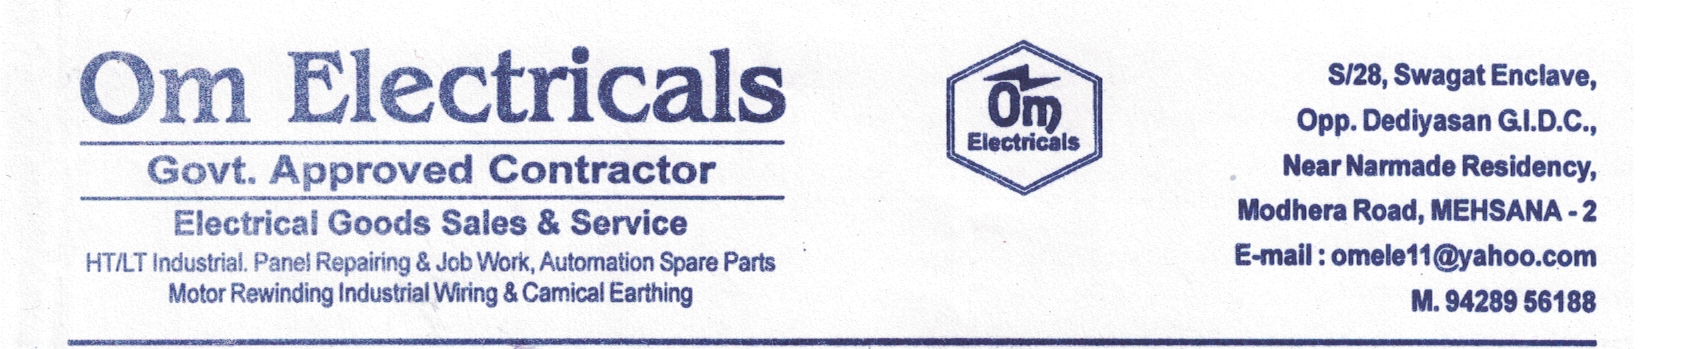 Om Electricals
Govt. Approved Contractor
Electrical Goods Sales & Service
HT/LT Industrial. Panel Repairing & Job Work, Automation Spare Parts
Motor Rewinding Industrial Wiring & Camical Earthing
Om
Electricals
S/28, Swagat Enclave,
Opp. Dediyasan G.I.D.C.,
Near Narmade Residency,
Modhera Road, MEHSANA - 2
E-mail : omele11@yahoo.com
M. 94289 56188